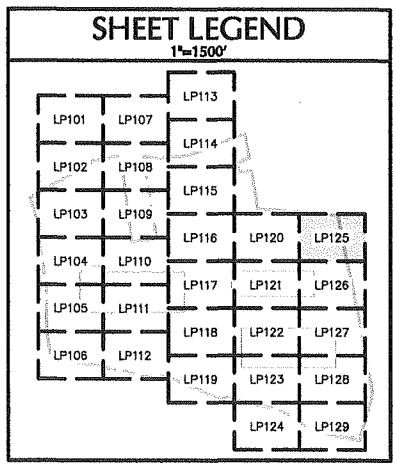 SHEET LEGEND
1"=1500'
LP113
LP101 LP107
LP114
LP102 LP108
LP115
LP103 LP109
LP116 LP120 LP125
LP104 LP110
LP117 LP121 LP126
LP105 LP111
LP118 LP122 LP127
LP106 LP112
LP119 LP123 LP128
LP124 LP129